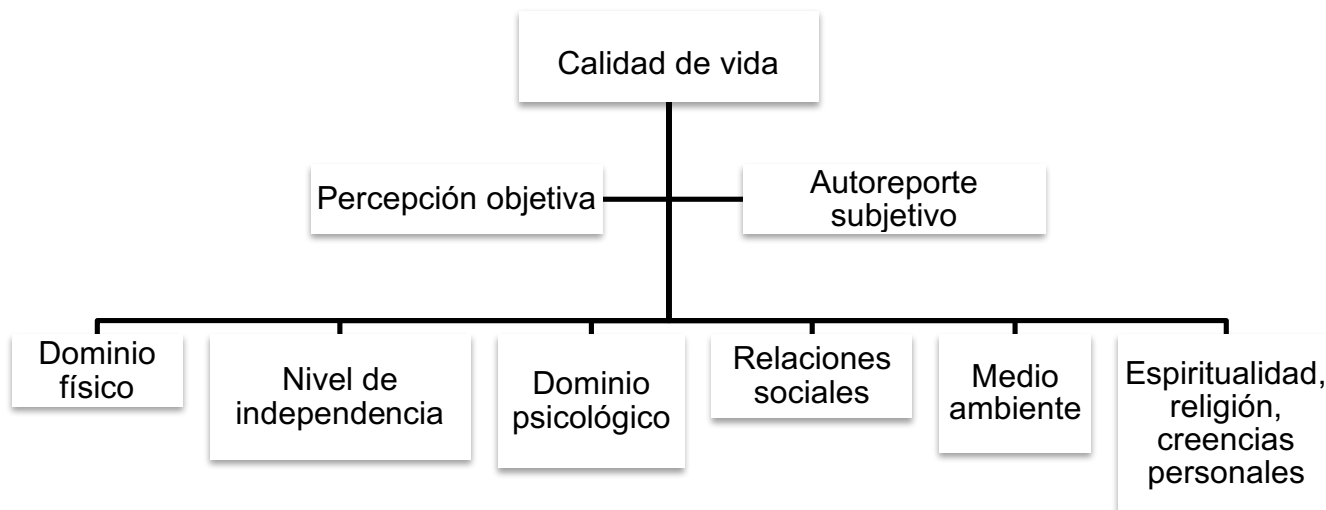 Calidad de vida
Percepción objetiva
Autoreporte
subjetivo
Dominio
físico
Nivel de
independencia
Dominio
psicológico
Relaciones
sociales
Medio
ambiente
Espiritualidad,
religión,
creencias
personales